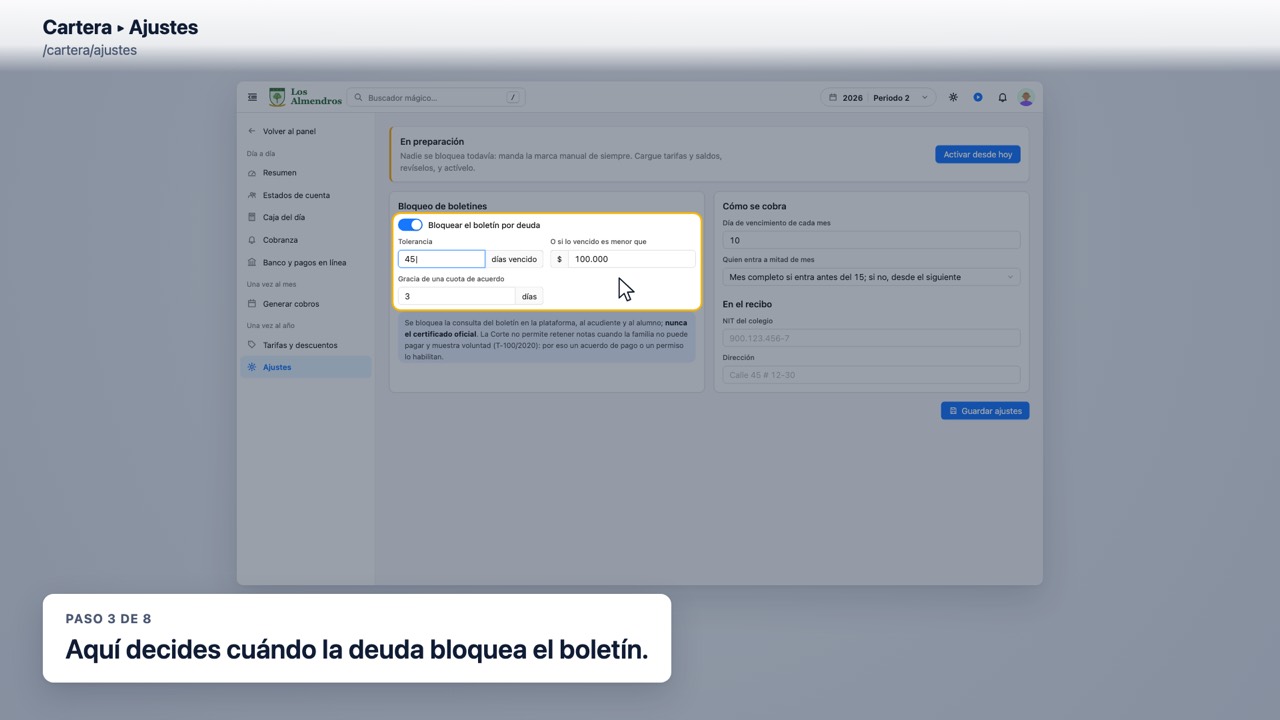 Cartera ▸ Ajustes
/cartera/ajustes
Los Almendros
Buscador mágico...
/
2026
Periodo 2
Volver al panel
Día a día
Resumen
Estados de cuenta
Caja del día
Cobranza
Banco y pagos en línea
Una vez al mes
Generar cobros
Una vez al año
Tarifas y descuentos
Ajustes
En preparación
Nadie se bloquea todavía: manda la marca manual de siempre. Cargue tarifas y saldos,
revíselos, y actívelo.
Activar desde hoy
Bloqueo de boletines
Bloquear el boletín por deuda
Tolerancia
O si lo vencido es menor que
45
días vencido
$
100.000
Gracia de una cuota de acuerdo
3
días
Se bloquea la consulta del boletín en la plataforma, al acudiente y al alumno; nunca
el certificado oficial. La Corte no permite retener notas cuando la familia no puede
pagar y muestra voluntad (T-100/2020): por eso un acuerdo de pago o un permiso
lo habilitan.
Cómo se cobra
Día de vencimiento de cada mes
10
Quien entra a mitad de mes
Mes completo si entra antes del 15; si no, desde el siguiente
En el recibo
NIT del colegio
900.123.456-7
Dirección
Calle 45 # 12-30
Guardar ajustes
PASO 3 DE 8
Aquí decides cuándo la deuda bloquea el boletín.